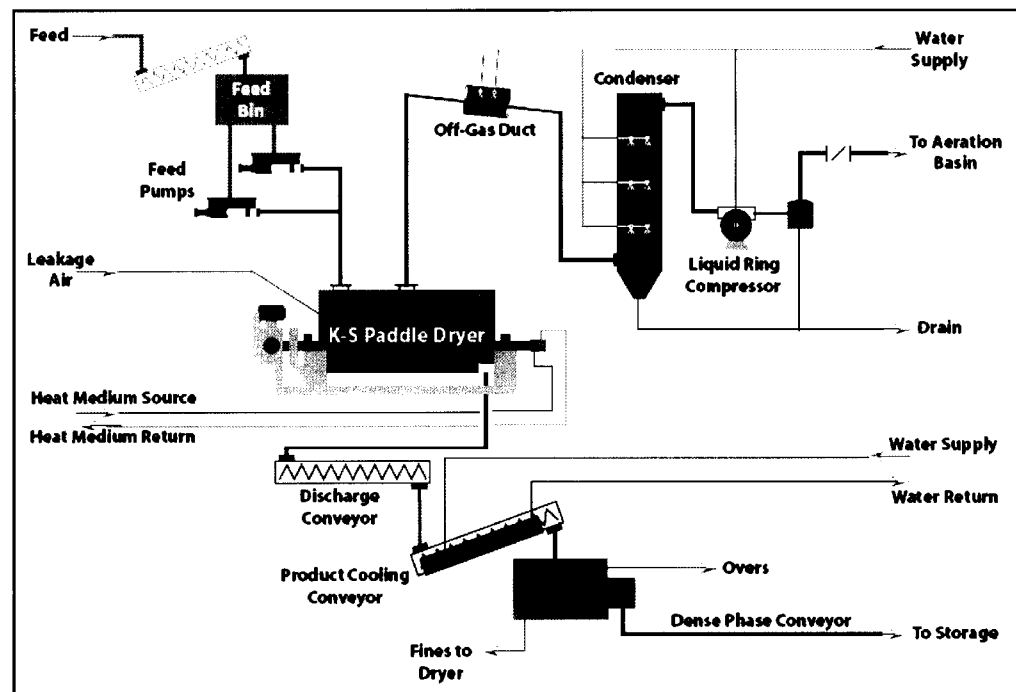 Feed
Feed
Bin
Feed
Pumps
Off-Gas Duct
Condenser
Water
Supply
To Aeration
Basin
Liquid Ring
Compressor
Drain
Leakage
Air
K-S Paddle Dryer
Heat Medium Source
Heat Medium Return
Discharge
Conveyor
Water Supply
Water Return
Product Cooling
Conveyor
Overs
Dense Phase Conveyor
To Storage
Fines to
Dryer